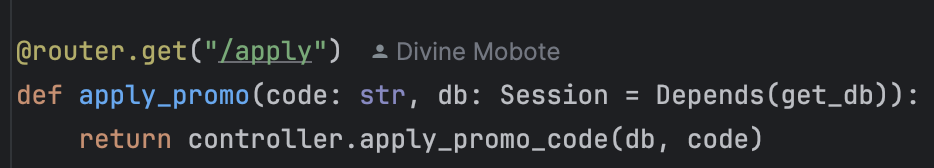 @router.get("/apply") Divine Mobote
def apply_promo(code: str, db: Session = Depends(get_db)):
    return controller.apply_promo_code(db, code)